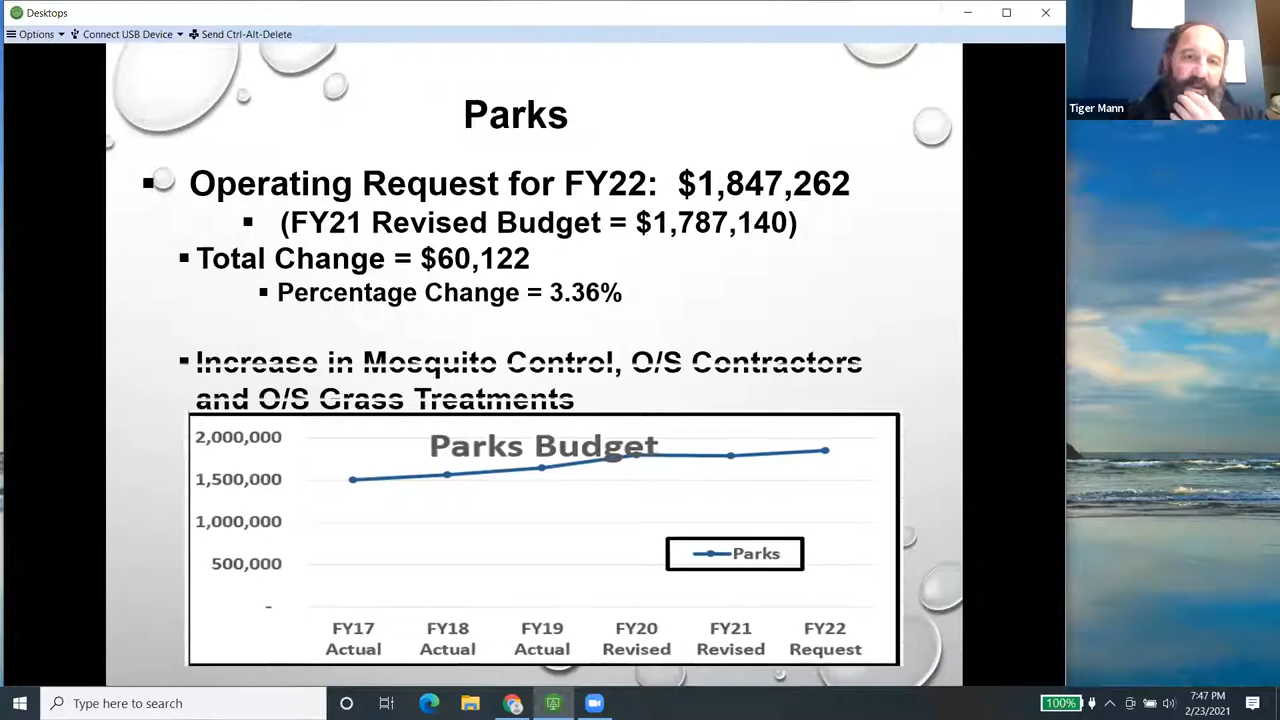 Desktops
Options Connect USB Device Send Ctrl-Alt-Delete
Tiger Mann
Parks
Operating Request for FY22: $1,847,262
(FY21 Revised Budget = $1,787,140)
Total Change = $60,122
Percentage Change = 3.36%
Increase in Mosquito Control, O/S Contractors
and O/S Grass Treatments
Parks Budget
2,000,000
1,500,000
1,000,000
500,000
-
Parks
FY17 FY18 FY19 FY20 FY21 FY22
Actual Actual Actual Revised Revised Request
Type here to search
100%
7:47 PM
2/23/2021